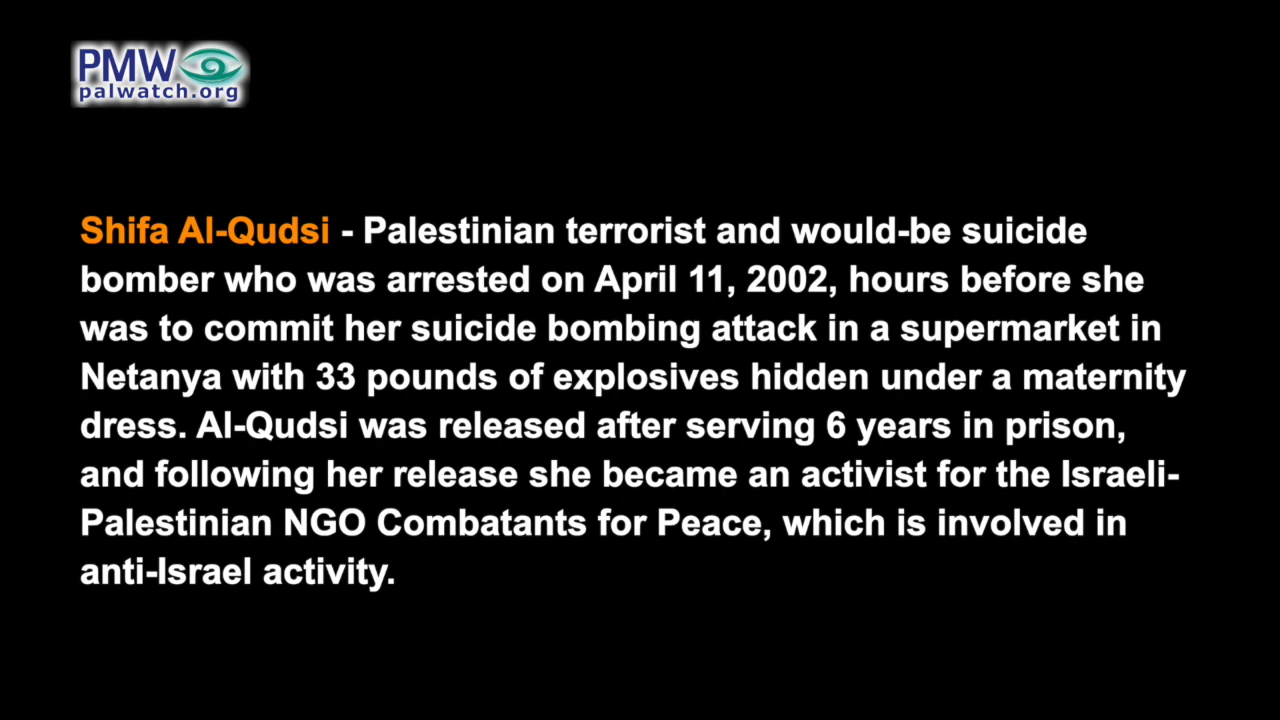 PMW
palwatch.org
Shifa Al-Qudsi - Palestinian terrorist and would-be suicide
bomber who was arrested on April 11, 2002, hours before she
was to commit her suicide bombing attack in a supermarket in
Netanya with 33 pounds of explosives hidden under a maternity
dress. Al-Qudsi was released after serving 6 years in prison,
and following her release she became an activist for the Israeli-
Palestinian NGO Combatants for Peace, which is involved in
anti-Israel activity.